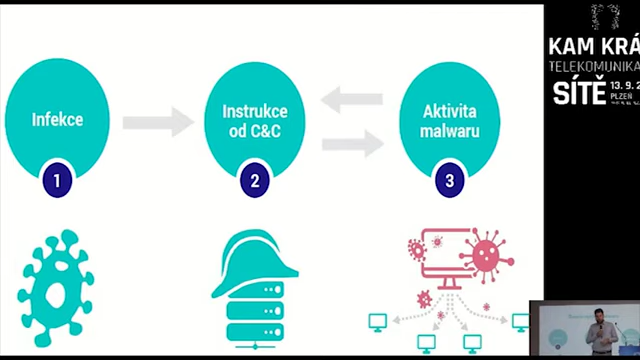 Infekce
1
Instrukce
od C&C
2
Aktivita
malwaru
3
KAM KRÁ
TELEKOMUNIKA
SÍTĚ
13. 9. 2
PLZEŇ